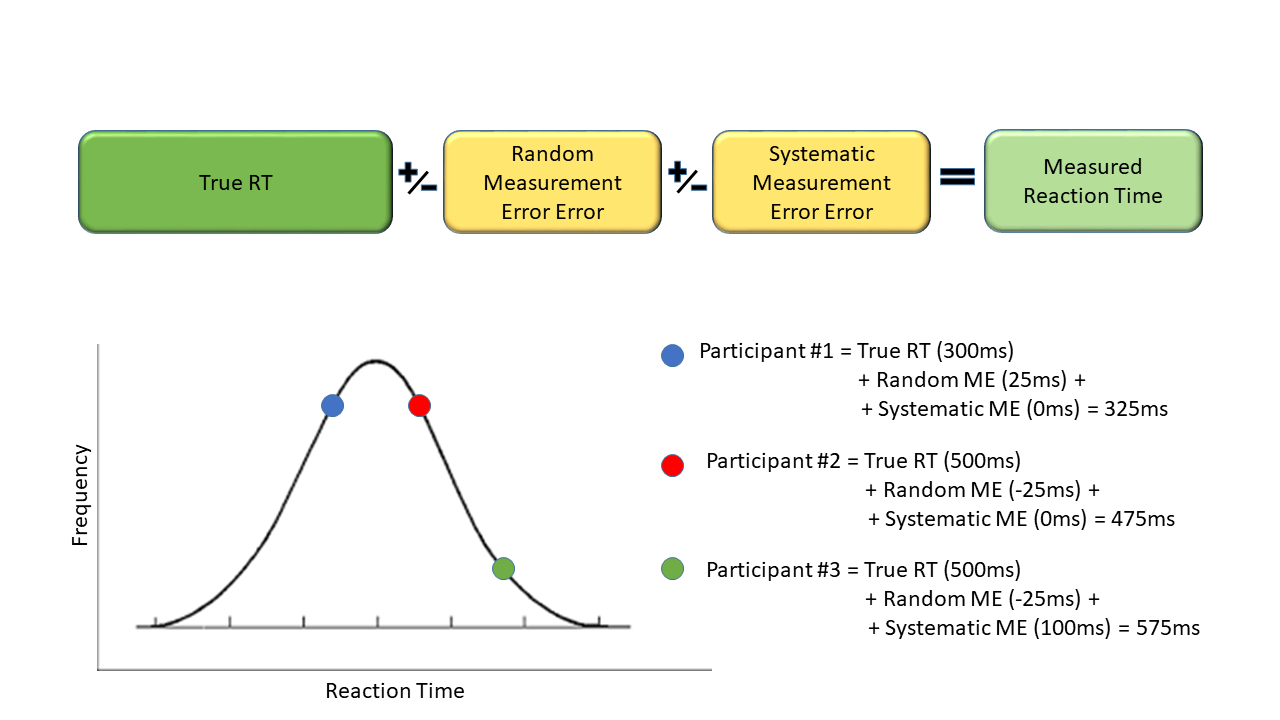 True RT
+/-
Random
Measurement
Error Error
+/-
Systematic
Measurement
Error Error
=
Measured
Reaction Time
Participant #1 = True RT (300ms)
+ Random ME (25ms) +
+ Systematic ME (0ms) = 325ms
Participant #2 = True RT (500ms)
+ Random ME (-25ms) +
+ Systematic ME (0ms) = 475ms
Participant #3 = True RT (500ms)
+ Random ME (-25ms) +
+ Systematic ME (100ms) = 575ms
Frequency
Reaction Time